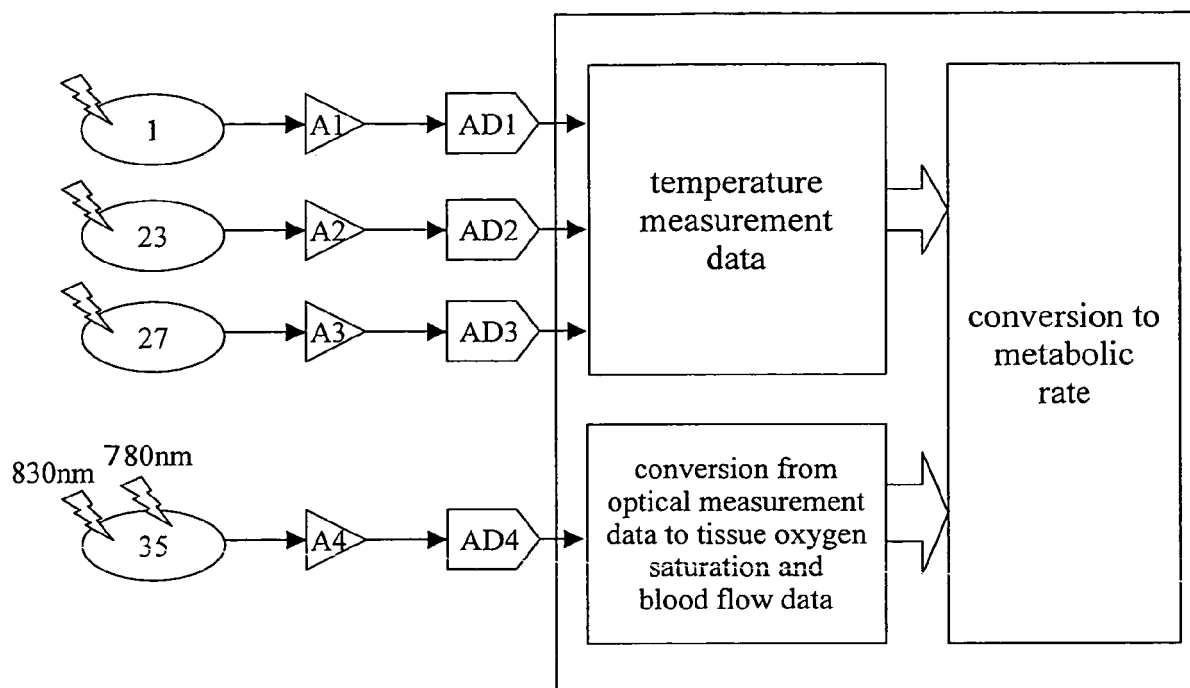 1
A1
AD1
23
A2
AD2
27
A3
AD3
temperature
measurement
data
conversion to
metabolic
rate
830nm
780nm
35
A4
AD4
conversion from
optical measurement
data to tissue oxygen
saturation and
blood flow data